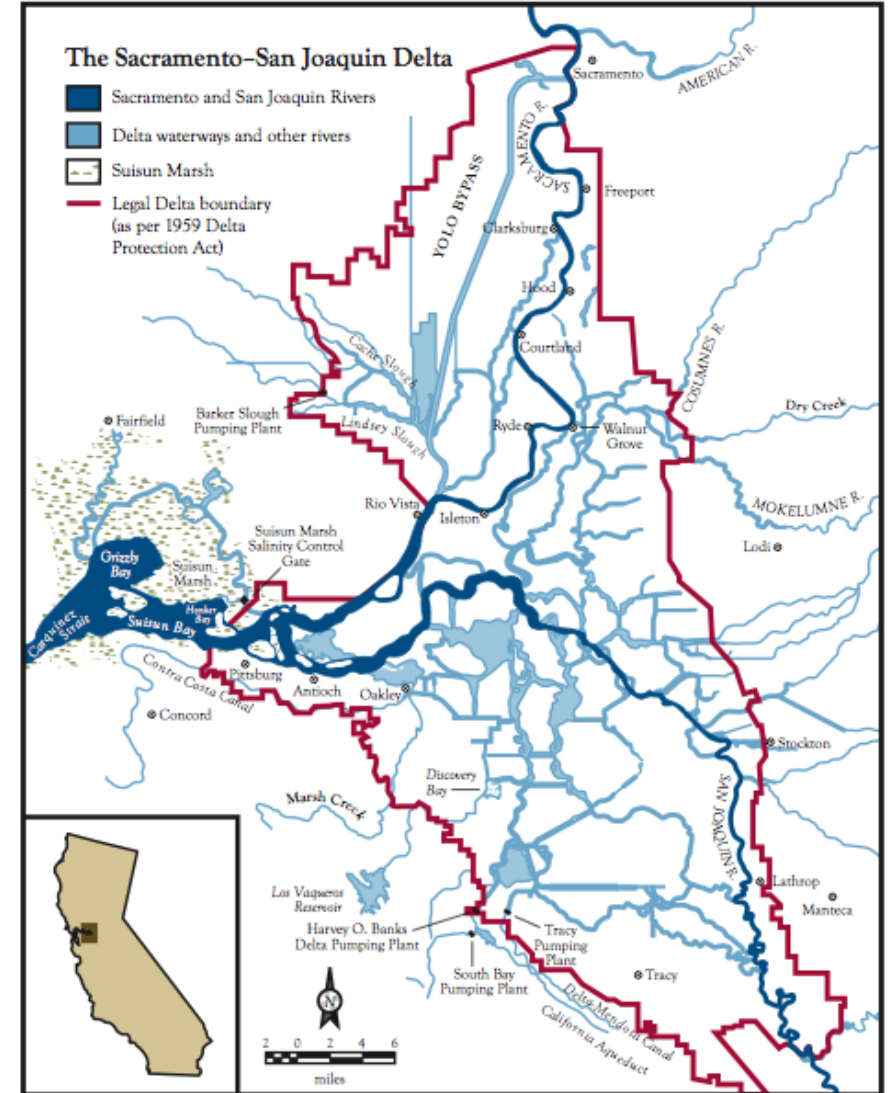 The Sacramento–San Joaquin Delta
Sacramento and San Joaquin Rivers
Delta waterways and other rivers
Suisun Marsh
Legal Delta boundary
(as per 1959 Delta
Protection Act)
Sacramento
AMERICAN R.
SACRAMENTO R.
YOLO BYPASS
Freeport
Clarksburg
Hood
Courtland
COSUMNES R.
Cache Slough
Barker Slough
Pumping Plant
Lindsey Slough
Dry Creek
Fairfield
Ryde
Walnut
Grove
Rio Vista
Isleton
MOKELUMNE R.
Lodi
Suisun Marsh
Salinity Control
Gate
Grizzly
Bay
Suisun
Marsh
Honker
Bay
Suisun Bay
Carquinez
Strait
Pittsburg
Antioch
Oakley
Contra Costa Canal
Concord
Stockton
Discovery
Bay
Marsh Creek
SAN JOAQUIN R.
Los Vaqueros
Reservoir
Lathrop
Manteca
Harvey O. Banks
Delta Pumping Plant
Tracy
Pumping
Plant
South Bay
Pumping Plant
Tracy
Delta Mendota Canal
California Aqueduct
N
2 0 2 4 6
miles